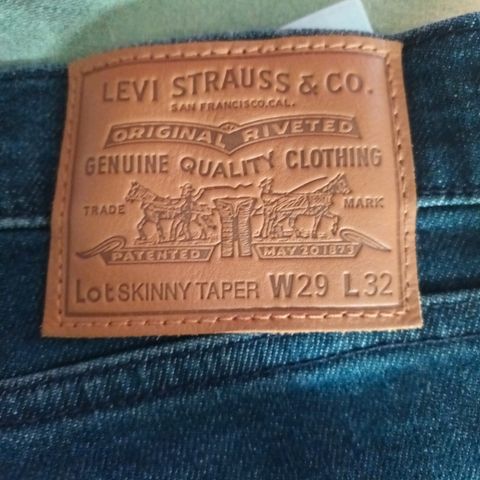 LEVI STRAUSS & CO.
SAN FRANCISCO, CAL.
ORIGINAL RIVETED
GENUINE QUALITY CLOTHING
TRADE MARK
PATENTED MAY 20 1873
Lot SKINNY TAPER W29 L32